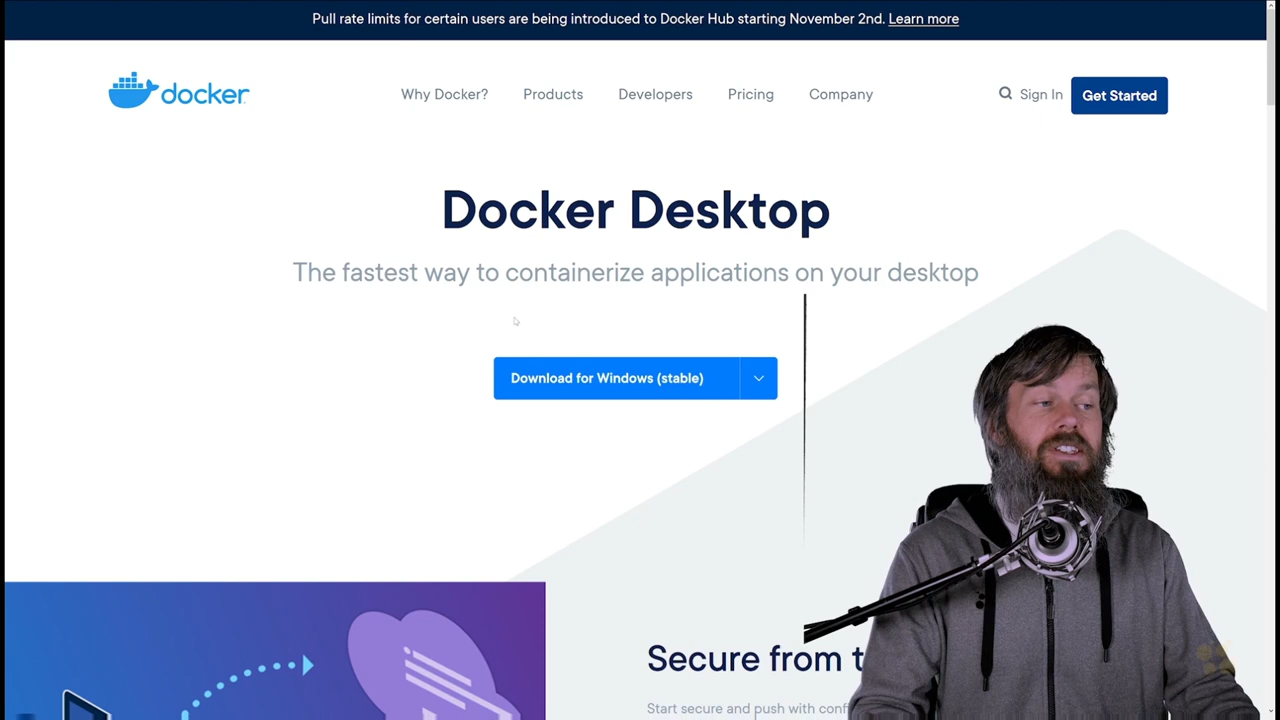 Pull rate limits for certain users are being introduced to Docker Hub starting November 2nd. Learn more
docker
Why Docker? Products Developers Pricing Company Sign In Get Started
Docker Desktop
The fastest way to containerize applications on your desktop
Download for Windows (stable)
Secure from t
Start secure and push with conf